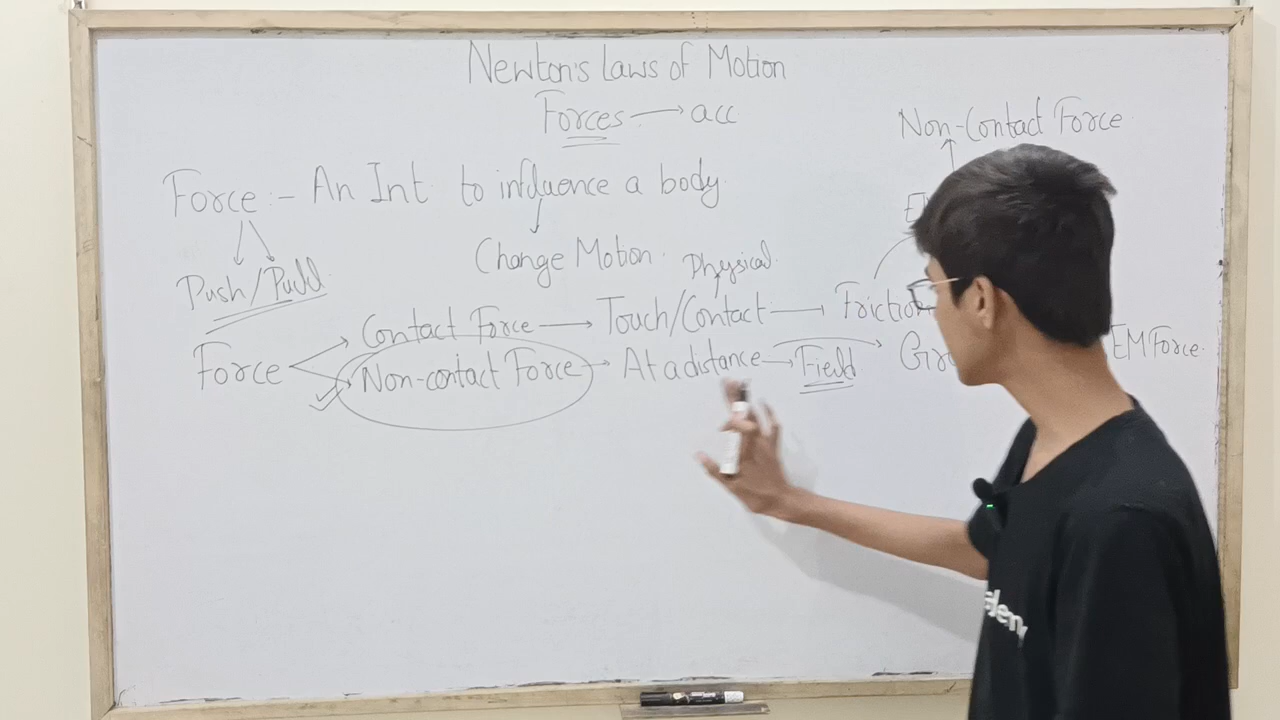 Newton's Laws of Motion
Forces → acc
Non-Contact Force
Force :- An Int to influence a body.
Change Motion.
Physical.
Push/Pull
Contact Force → Touch/Contact → Friction
Force
Non-contact Force → At a distance → Field →
EM Force.